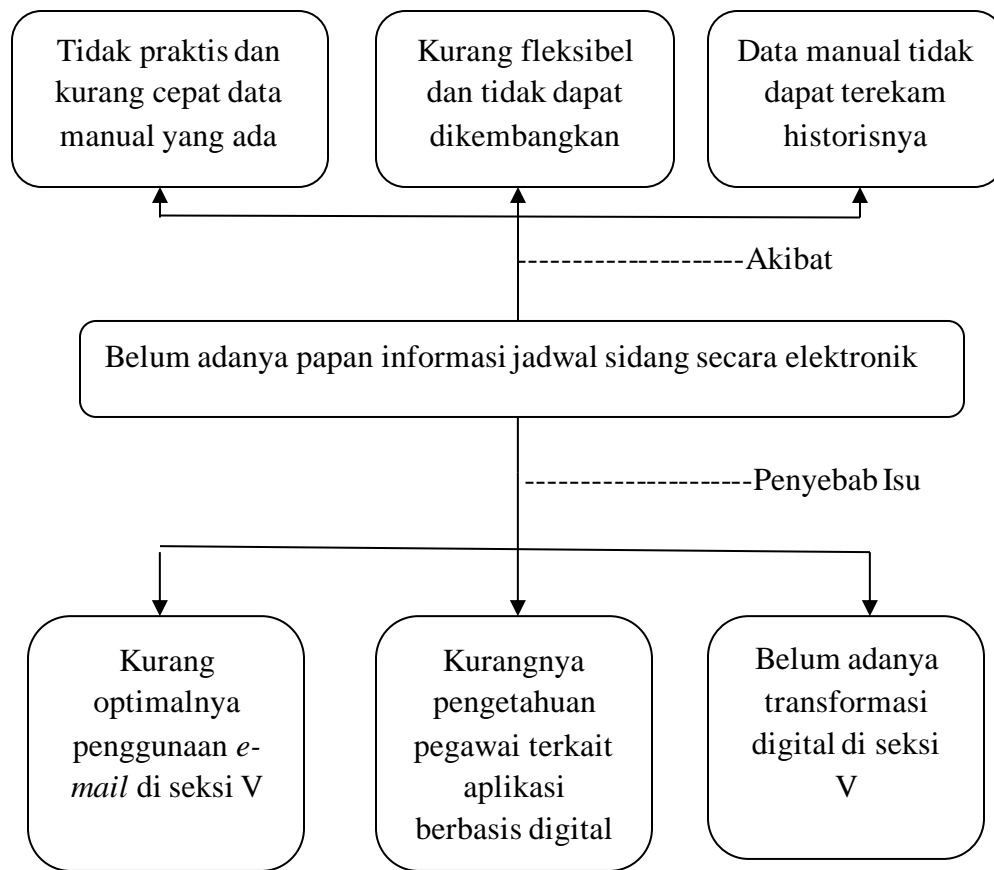 Tidak praktis dan
kurang cepat data
manual yang ada
Kurang fleksibel
dan tidak dapat
dikembangkan
Data manual tidak
dapat terekam
historisnya
Akibat
Belum adanya papan informasi jadwal sidang secara elektronik
Penyebab Isu
Kurang
optimalnya
penggunaan e-
mail di seksi V
Kurangnya
pengetahuan
pegawai terkait
aplikasi
berbasis digital
Belum adanya
transformasi
digital di seksi
V